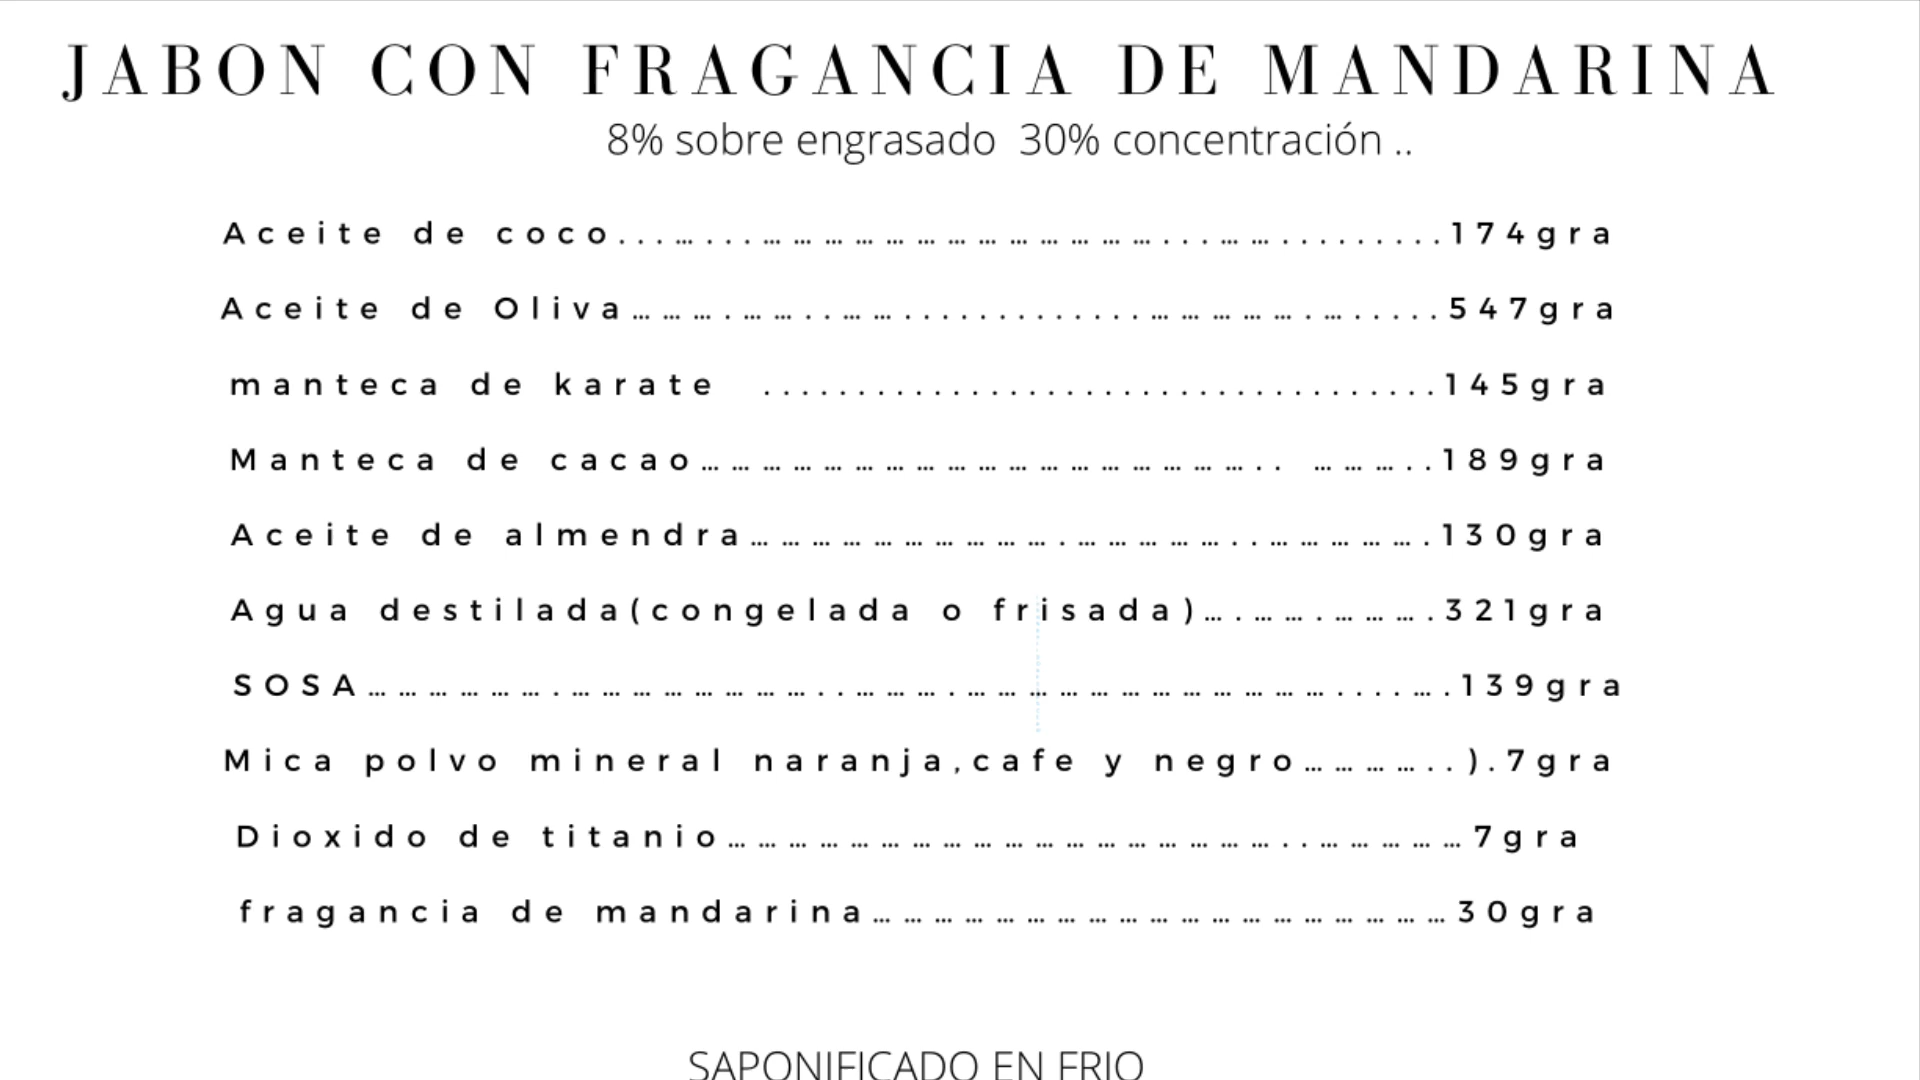 JABON CON FRAGANCIA DE MANDARINA
8% sobre engrasado 30% concentración ..
Aceite de coco...…...…………………………………...…….........174gra
Aceite de Oliva…….……..……..............…………….….....547gra
manteca de karate ....................................145gra
Manteca de cacao…………………………………………….. ………..189gra
Aceite de almendra………………………….……………..…………….130gra
Agua destilada(congelada o frisada)….…….…….321gra
SOSA……………….………………………..…….…………………………………....….139gra
Mica polvo mineral naranja,cafe y negro…………..).7gra
Dioxido de titanio…………………………………………………..……………7gra
fragancia de mandarina………………………………………………………30gra
SAPONIFICADO EN FRIO